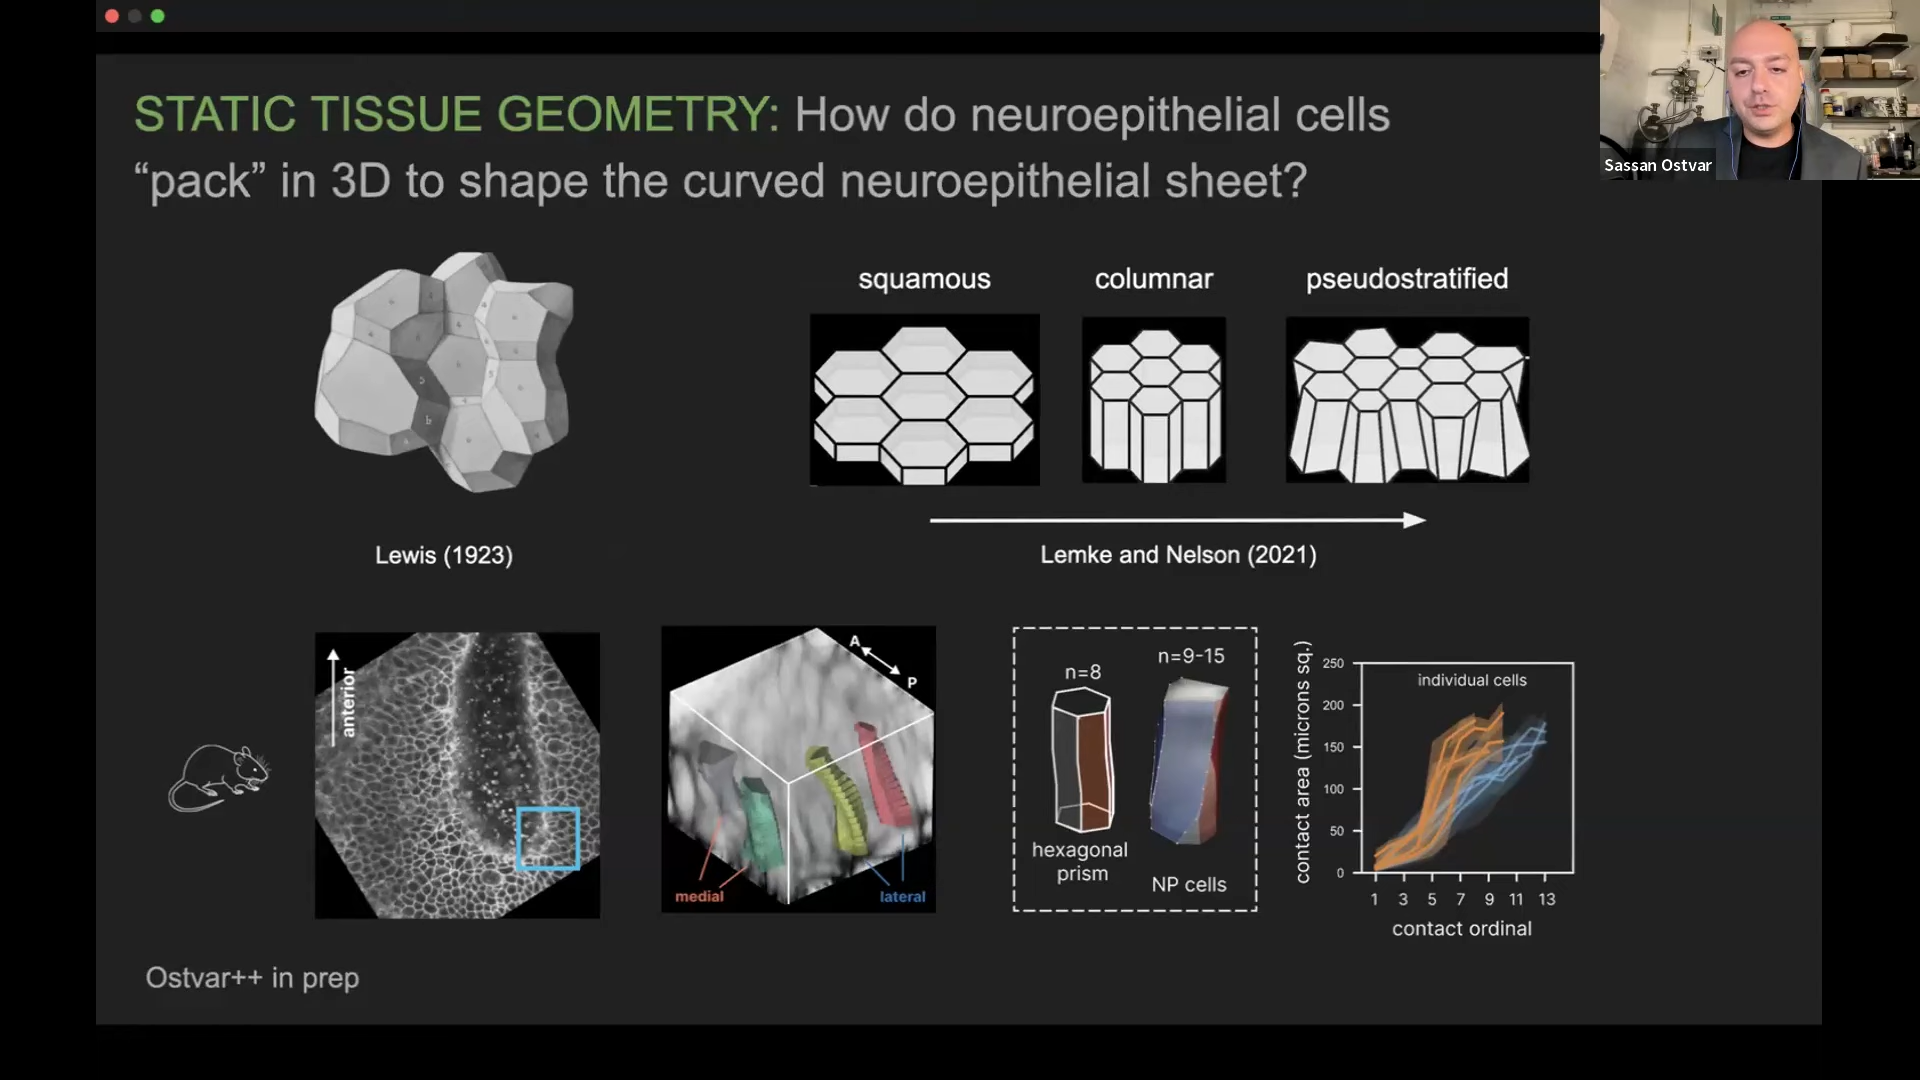 STATIC TISSUE GEOMETRY: How do neuroepithelial cells
“pack” in 3D to shape the curved neuroepithelial sheet?
Sassan Ostvar
squamous
columnar
pseudostratified
Lewis (1923)
Lemke and Nelson (2021)
anterior
A
P
medial
lateral
n=8
n=9-15
hexagonal
prism
NP cells
contact area (microns sq.)
250
200
150
100
50
0
individual cells
1 3 5 7 9 11 13
contact ordinal
Ostvar++ in prep